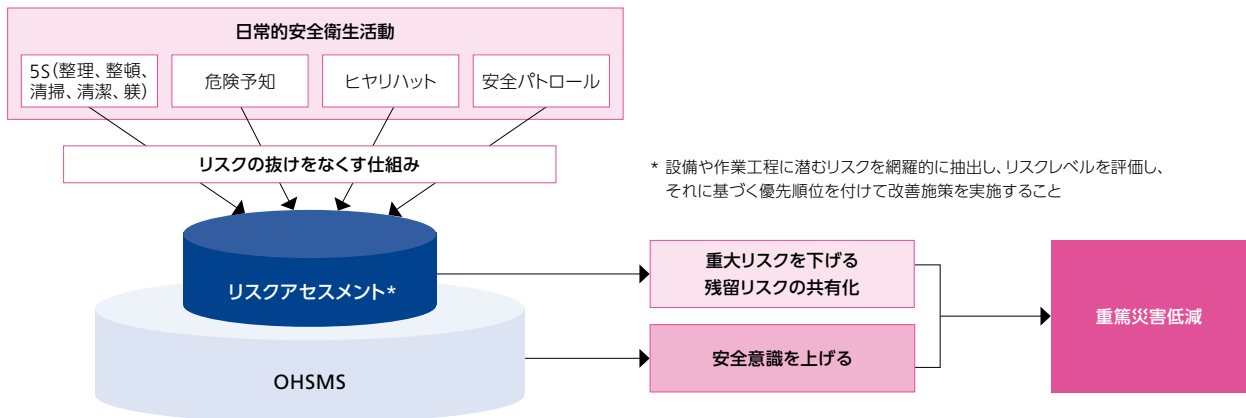 日常的安全衛生活動
5S(整理、整頓、
清掃、清潔、躾)
危険予知
ヒヤリハット
安全パトロール
リスクの抜けをなくす仕組み
* 設備や作業工程に潜むリスクを網羅的に抽出し、リスクレベルを評価し、
それに基づく優先順位を付けて改善施策を実施すること
リスクアセスメント*
OHSMS
重大リスクを下げる
残留リスクの共有化
安全意識を上げる
重篤災害低減